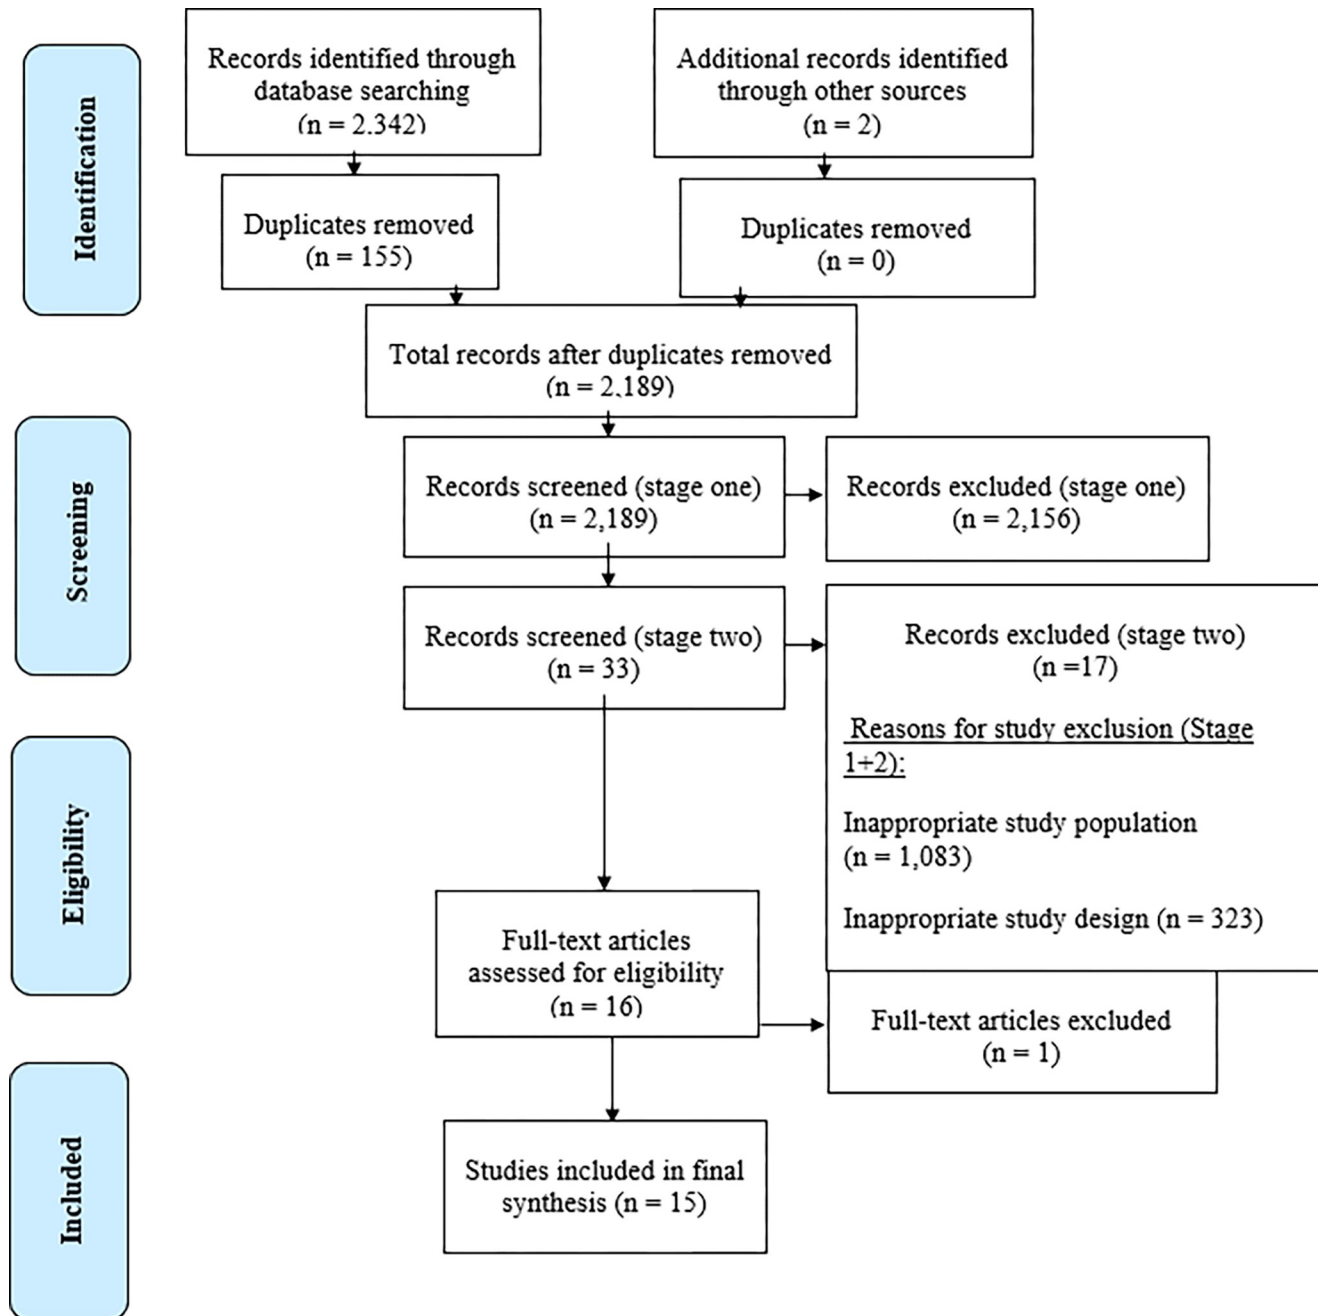 Identification
Records identified through
database searching
(n = 2.342)
Additional records identified
through other sources
(n = 2)
Duplicates removed
(n = 155)
Duplicates removed
(n = 0)
Total records after duplicates removed
(n = 2.189)
Screening
Records screened (stage one)
(n = 2,189)
Records excluded (stage one)
(n = 2,156)
Records screened (stage two)
(n = 33)
Records excluded (stage two)
(n =17)
Reasons for study exclusion (Stage
1+2):
Inappropriate study population
(n = 1,083)
Inappropriate study design (n = 323)
Eligibility
Full-text articles
assessed for eligibility
(n = 16)
Full-text articles excluded
(n = 1)
Included
Studies included in final
synthesis (n = 15)